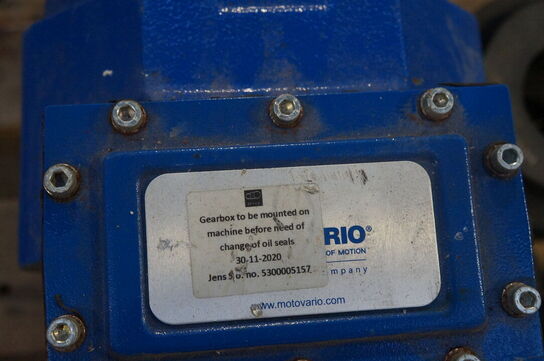 Gearbox to be mounted on
machine before need of
change of oil seals
30-11-2020
Jens S o. no. 5300005157
RIO®
OF MOTION
mpany
www.motovario.com